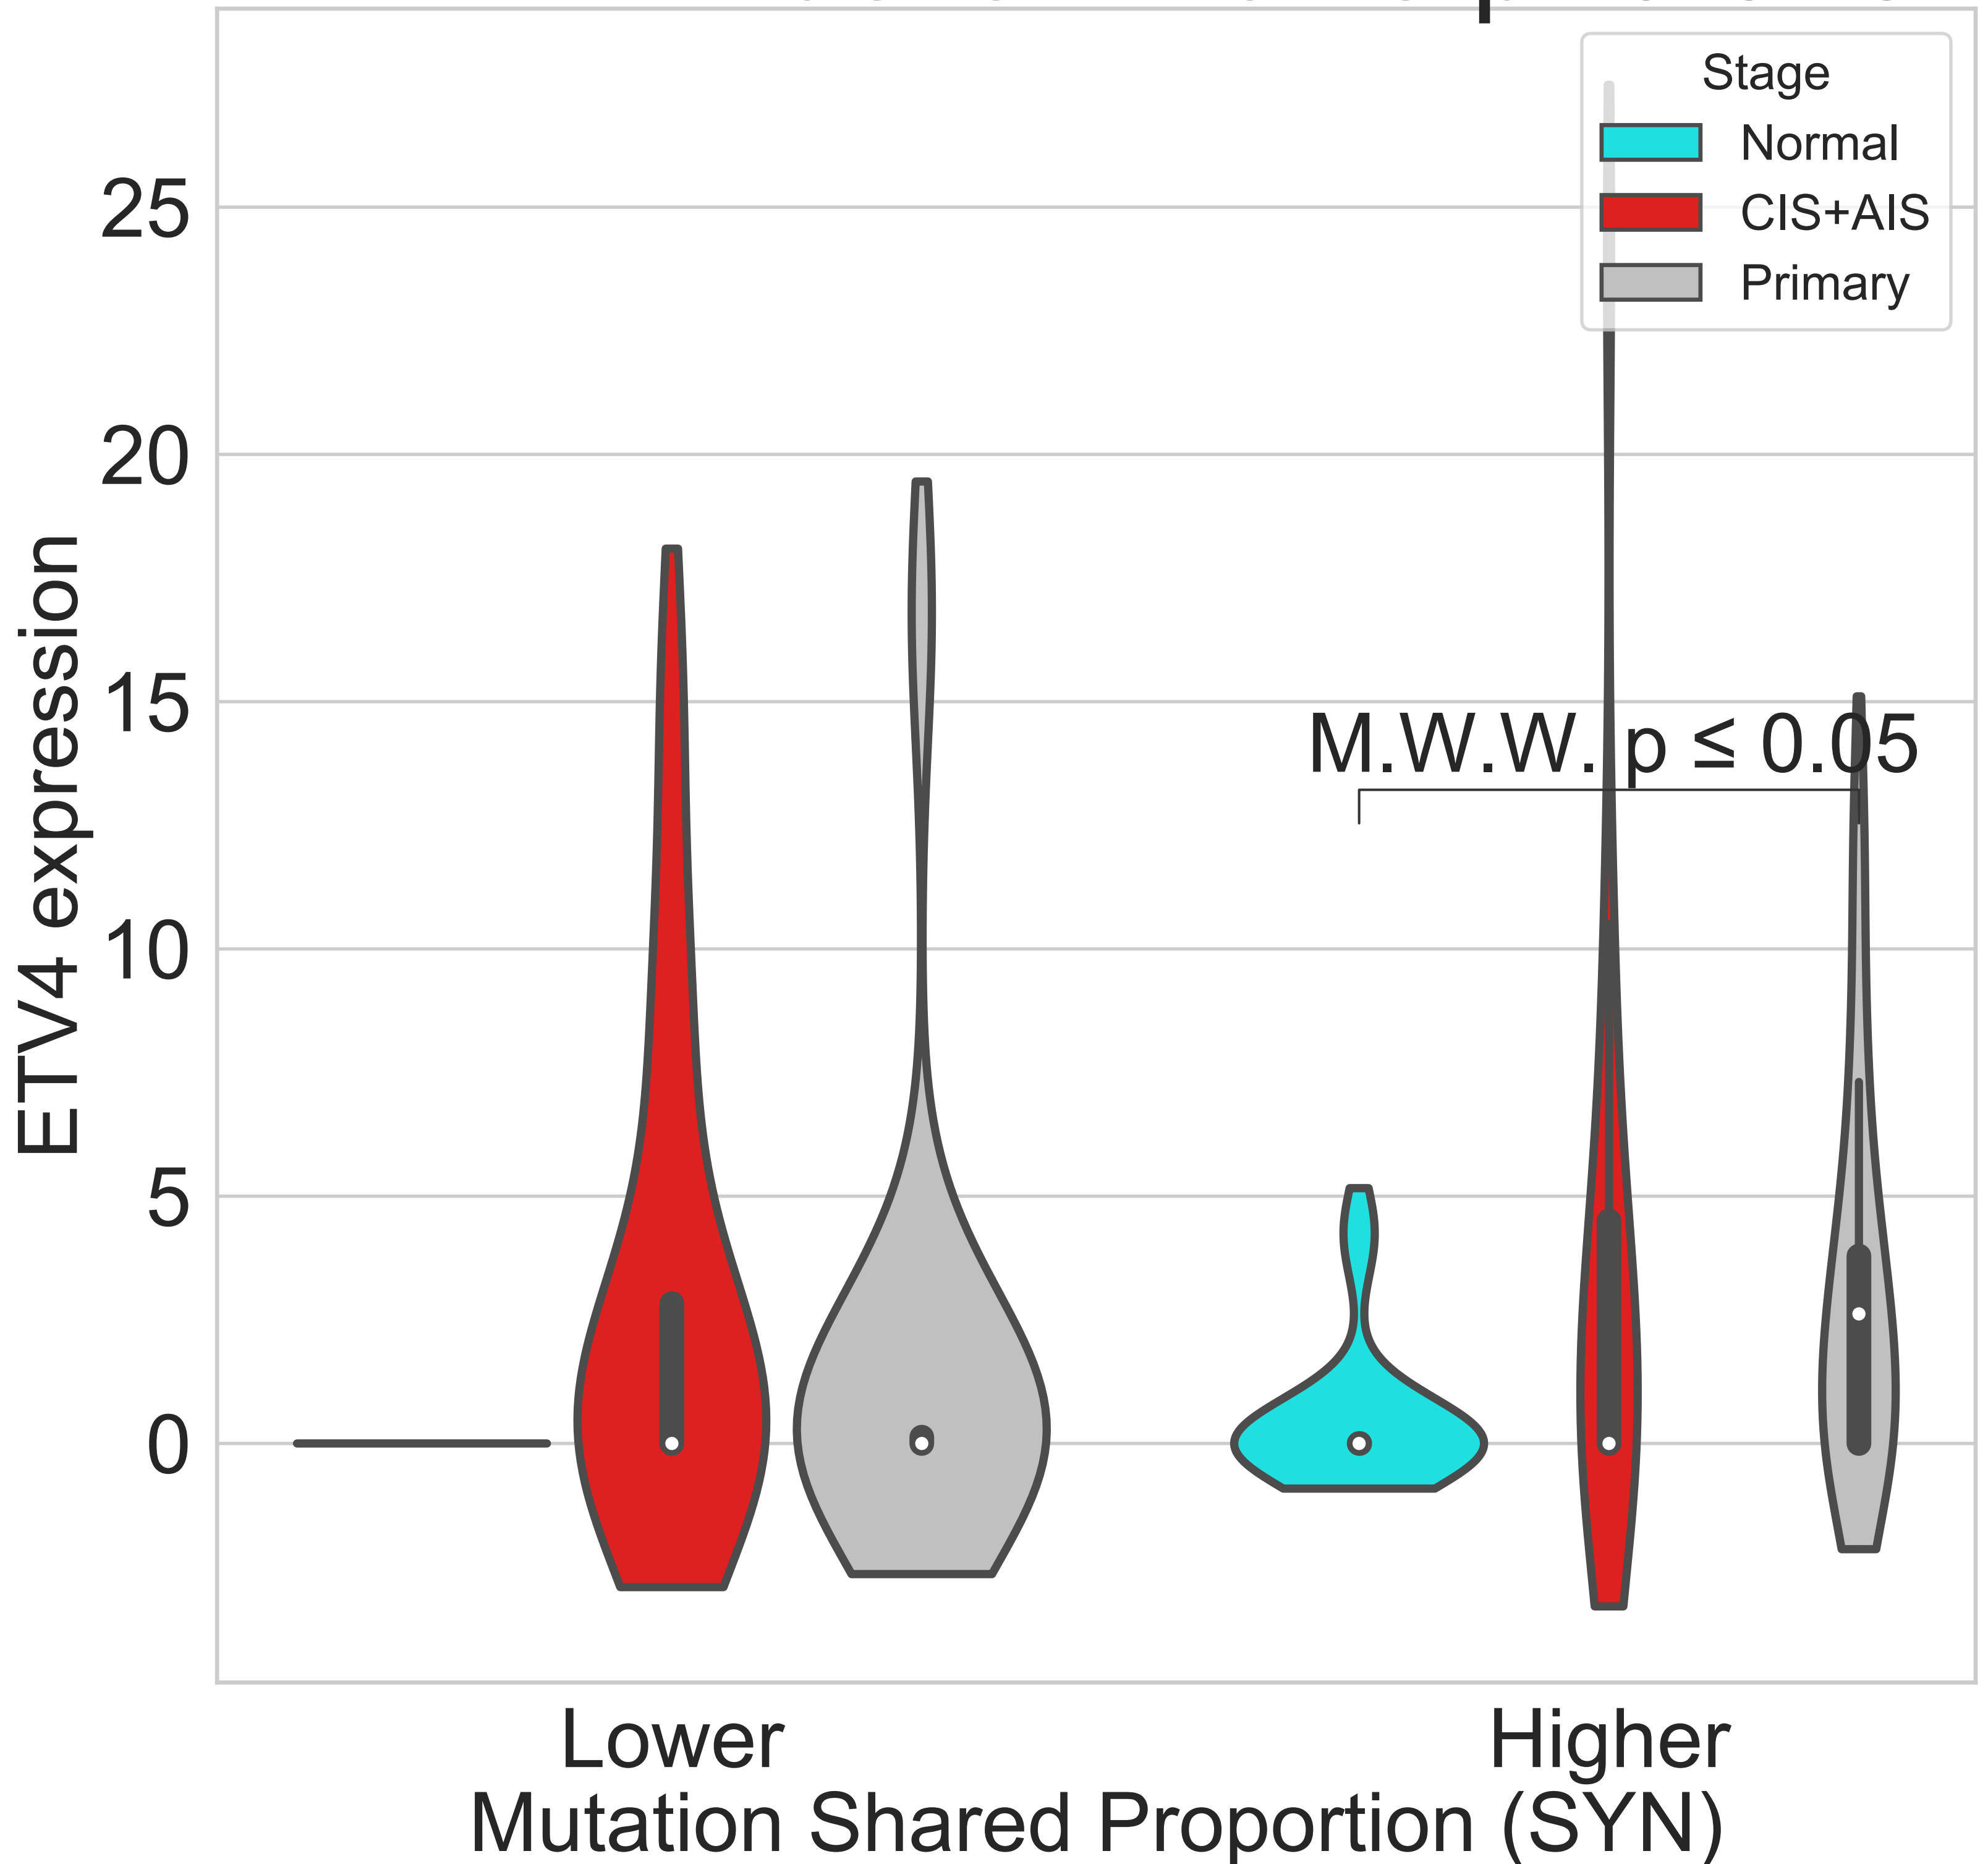 Stage
Normal
CIS+AIS
Primary
25
20
15
10
5
0
ETV4 expression
M.W.W. p ≤ 0.05
Lower
Higher
Mutation Shared Proportion (SYN)